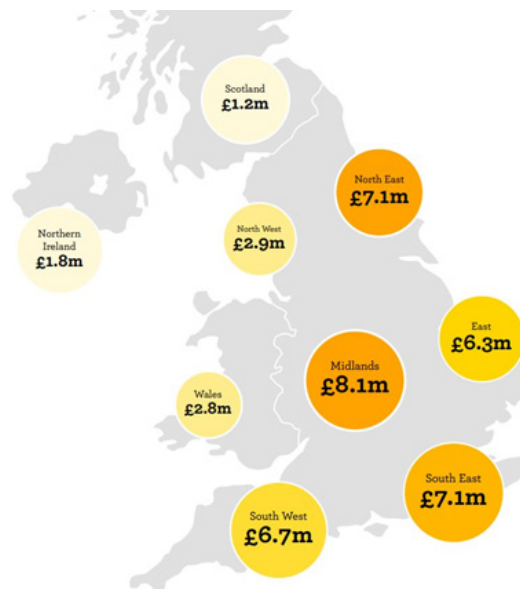 Scotland
£1.2m
North East
£7.1m
North West
£2.9m
Northern
Ireland
£1.8m
East
£6.3m
Midlands
£8.1m
Wales
£2.8m
South East
£7.1m
South West
£6.7m